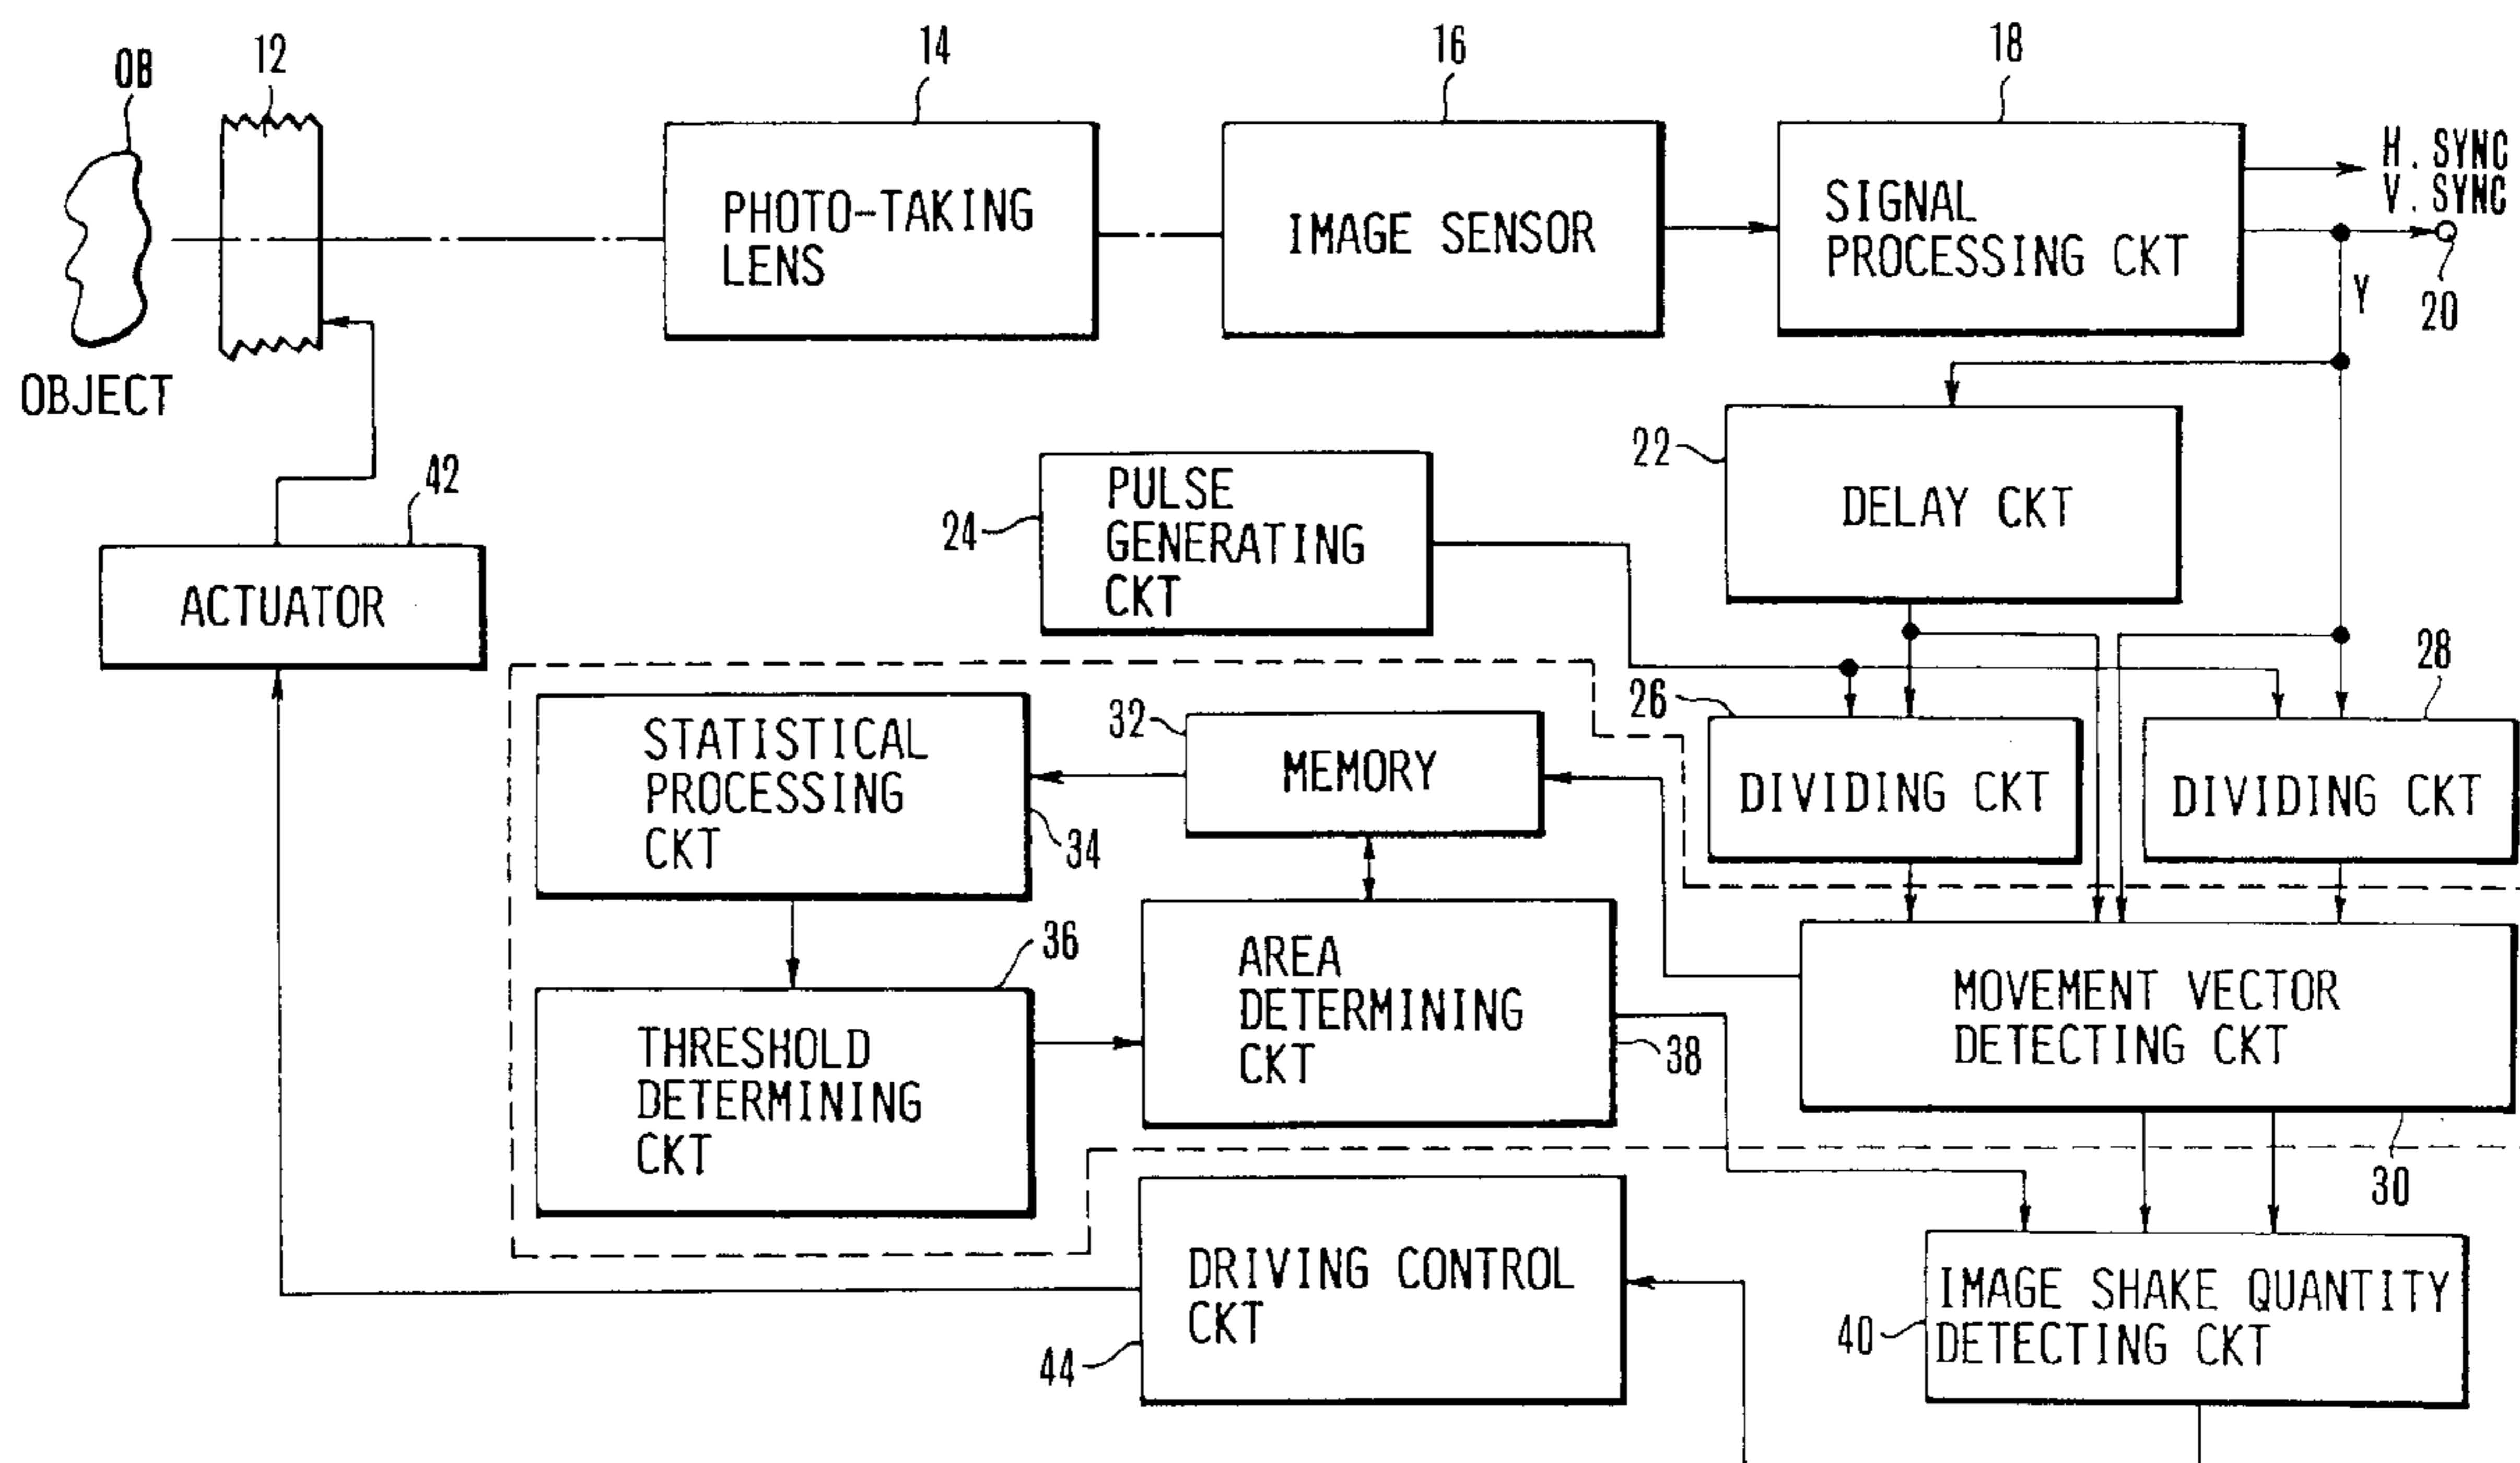 OB
12
14
16
18
H. SYNC
V. SYNC
PHOTO-TAKING
LENS
IMAGE SENSOR
SIGNAL
PROCESSING CKT
Y
20
OBJECT
22
DELAY CKT
42
24
PULSE
GENERATING
CKT
ACTUATOR
28
26
32
STATISTICAL
PROCESSING
CKT
34
MEMORY
DIVIDING CKT
DIVIDING CKT
36
AREA
DETERMINING
CKT
38
MOVEMENT VECTOR
DETECTING CKT
THRESHOLD
DETERMINING
CKT
30
DRIVING CONTROL
CKT
44
40
IMAGE SHAKE QUANTITY
DETECTING CKT